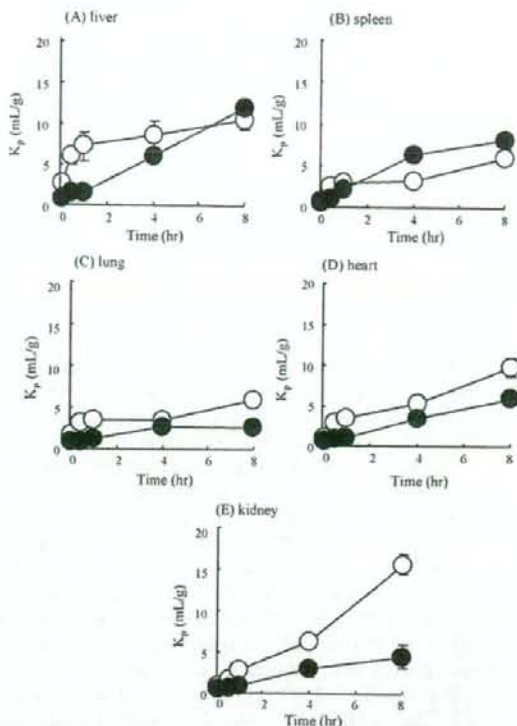 (A) liver
(B) spleen
20
15
10
5
0
Kp (mL/g)
0 2 4 6 8
Time (hr)
20
15
10
5
0
Kp (mL/g)
0 2 4 6 8
Time (hr)
(C) lung
(D) heart
20
15
10
5
0
Kp (mL/g)
0 2 4 6 8
Time (hr)
20
15
10
5
0
Kp (mL/g)
0 2 4 6 8
Time (hr)
(E) kidney
20
15
10
5
0
Kp (mL/g)
0 2 4 6 8
Time (hr)